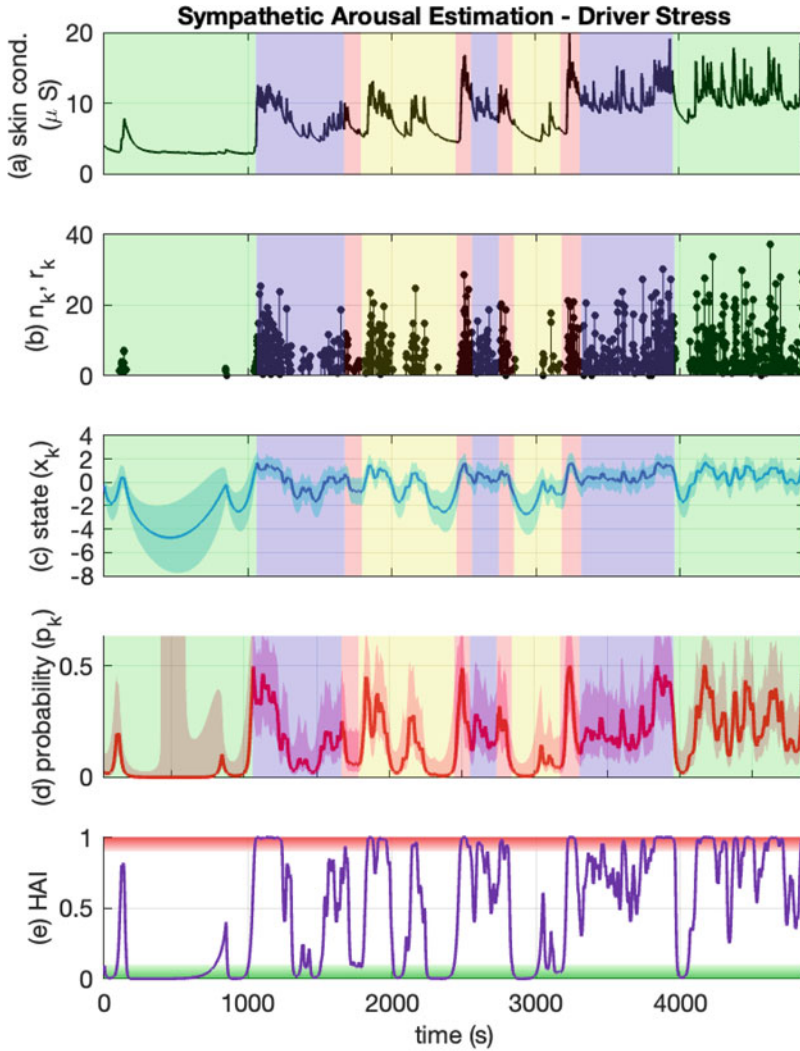 Sympathetic Arousal Estimation - Driver Stress
(a) skin cond.
(μ S)
20
10
0
(b) n_k, r_k
40
20
0
(c) state (x_k)
4
2
0
-2
-4
-6
-8
(d) probability (p_k)
0.5
0
(e) HAI
1
0.5
0
0 1000 2000 3000 4000
time (s)